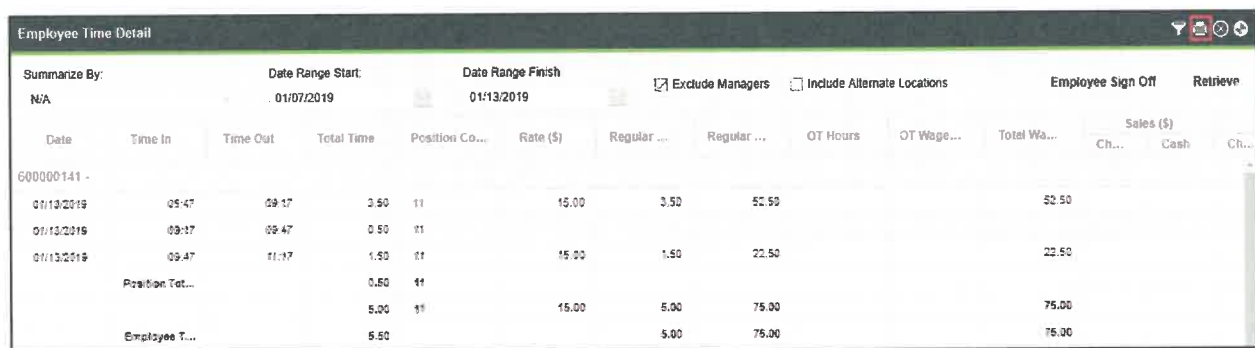 Employee Time Detail
Summarize By: Date Range Start: Date Range Finish
N/A 01/07/2019 01/13/2019 Exclude Managers Include Alternate Locations Employee Sign Off Retrieve
Sales ($)
Date Time In Time Out Total Time Position Co... Rate ($) Regular ... Regular ... OT Hours OT Wage... Total Wa... Ch... Cash Ch...
600000141 -
01/13/2019 05:47 09:17 3.50 11 15.00 3.50 52.50 52.50
01/13/2019 09:17 09:47 0.50 11
01/13/2019 09:47 11:17 1.50 11 15.00 1.50 22.50 22.50
Position Tot... 0.50 11
5.00 11 15.00 5.00 75.00 75.00
Employee T... 5.50 5.00 75.00 75.00